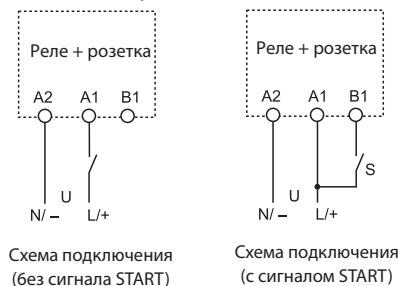 Реле + розетка
A2 A1 B1
U
N/ – L/+
Схема подключения
(без сигнала START)
Реле + розетка
A2 A1 B1
S
U
N/ – L/+
Схема подключения
(с сигналом START)